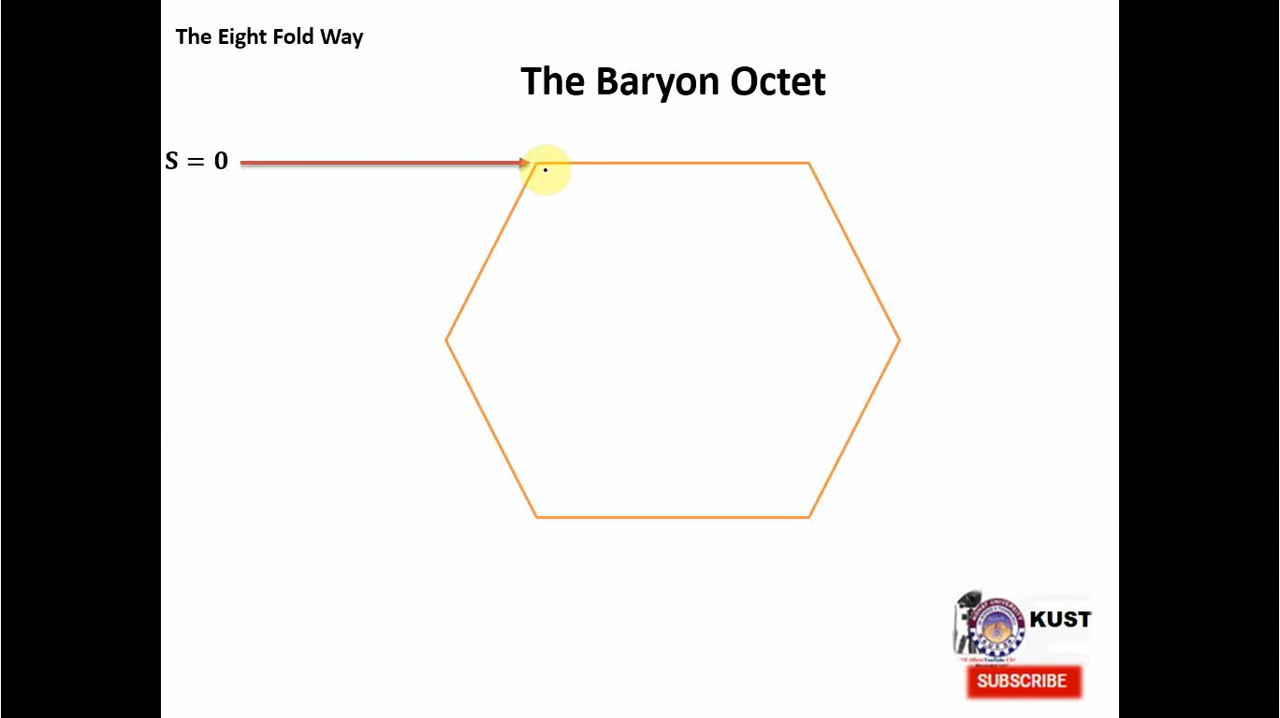 The Eight Fold Way
The Baryon Octet
S = 0
KUST
SUBSCRIBE